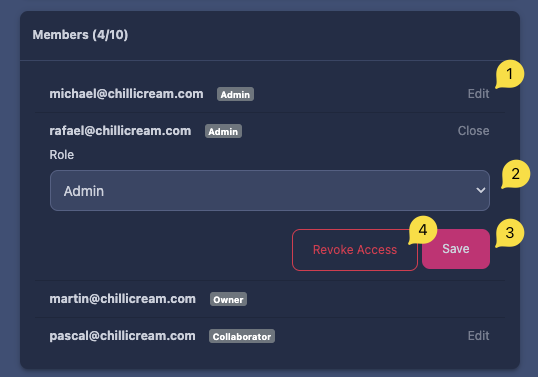 Members (4/10)
1
michael@chillicream.com Admin Edit
rafael@chillicream.com Admin Close
Role
Admin
2
Revoke Access
4
Save
3
martin@chillicream.com Owner
pascal@chillicream.com Collaborator Edit